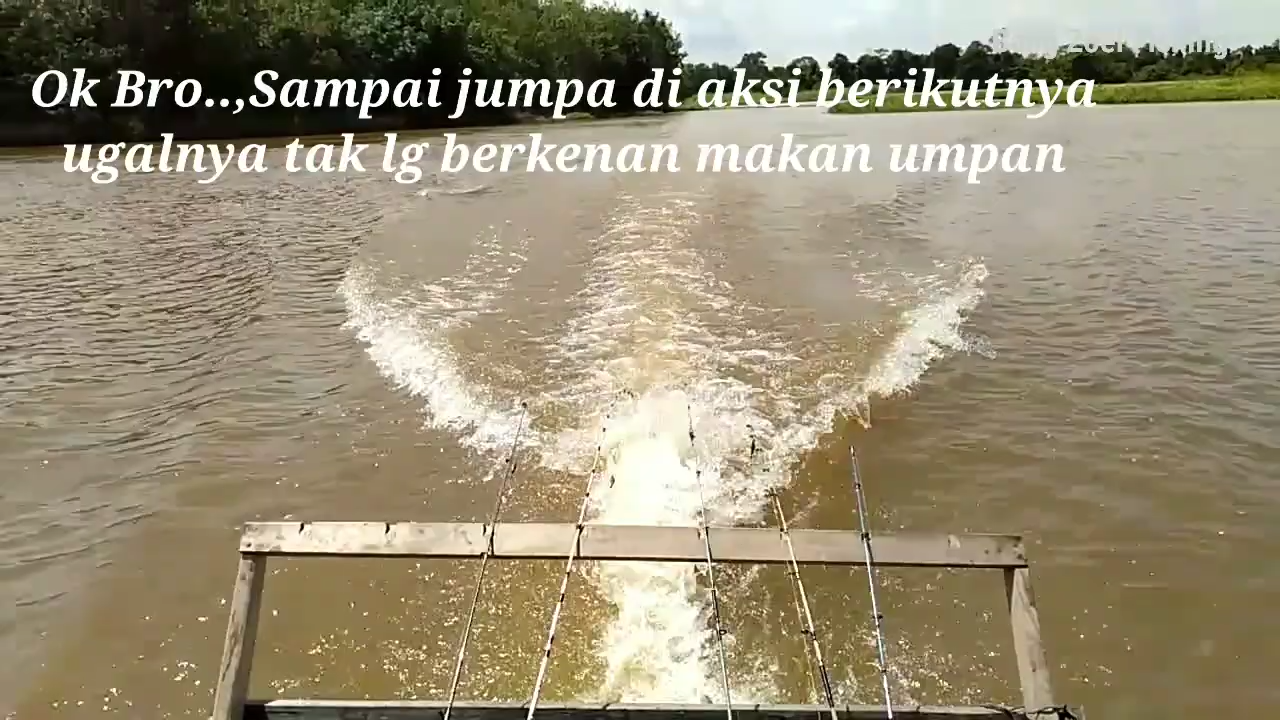 Ok Bro..,Sampai jumpa di aksi berikutnya
ugalnya tak lg berkenan makan umpan